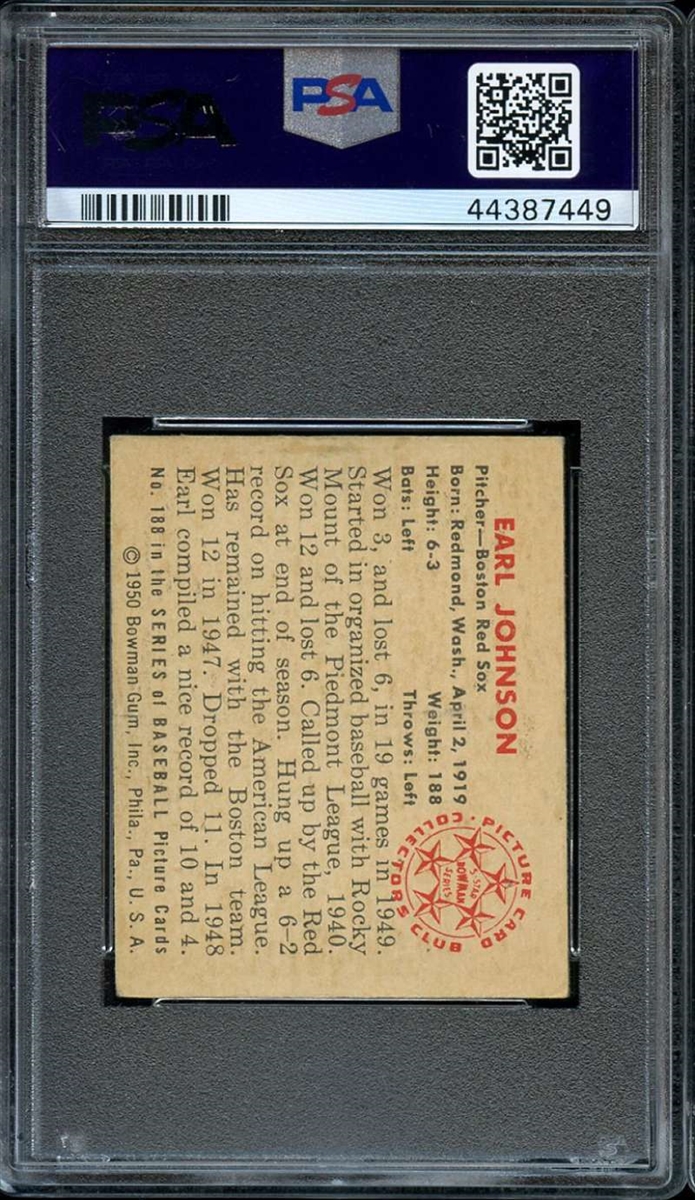 PSA
PSA
44387449
EARL JOHNSON
Pitcher—Boston Red Sox
Born: Redmond, Wash., April 2, 1919
Height: 6-3 Weight: 188
Bats: Left Throws: Left
Won 3, and lost 6, in 19 games in 1949.
Started in organized baseball with Rocky
Mount of the Piedmont League, 1940.
Won 12 and lost 6. Called up by the Red
Sox at end of season. Hung up a 6-2
record on hitting the American League.
Has remained with the Boston team.
Won 12 in 1947. Dropped 11. In 1948
Earl compiled a nice record of 10 and 4.
No. 188 in the SERIES of BASEBALL Picture Cards
© 1950 Bowman Gum, Inc., Phila., Pa., U. S. A.
PICTURE CARD
COLLECTORS CLUB
5-STAR
BOWMAN
SERIES